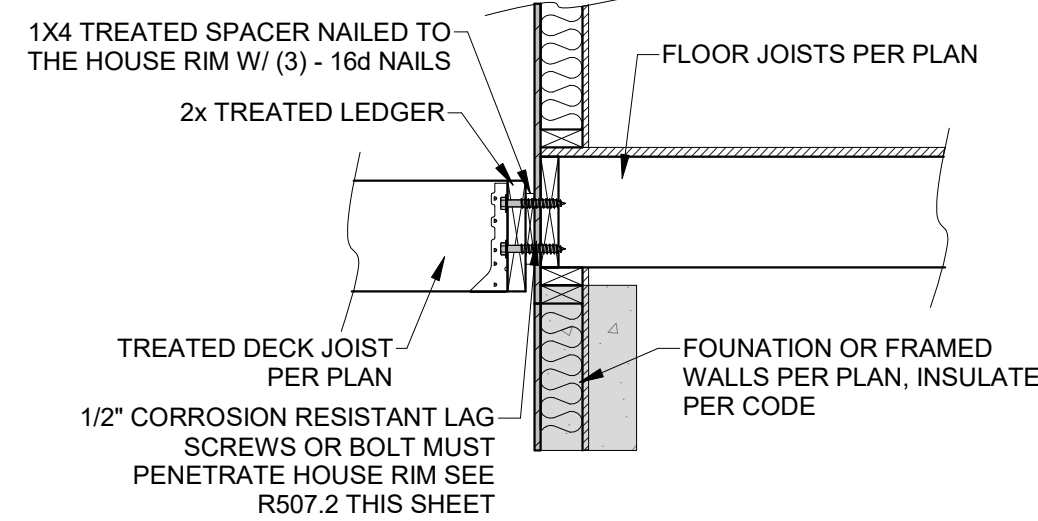 1X4 TREATED SPACER NAILED TO
THE HOUSE RIM W/ (3) - 16d NAILS
2x TREATED LEDGER
FLOOR JOISTS PER PLAN
TREATED DECK JOIST
PER PLAN
1/2" CORROSION RESISTANT LAG
SCREWS OR BOLT MUST
PENETRATE HOUSE RIM SEE
R507.2 THIS SHEET
FOUNATION OR FRAMED
WALLS PER PLAN, INSULATE
PER CODE